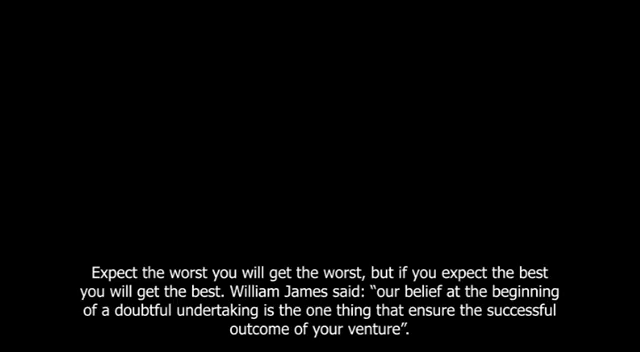 Expect the worst you will get the worst, but if you expect the best
you will get the best. William James said: “our belief at the beginning
of a doubtful undertaking is the one thing that ensure the successful
outcome of your venture”.